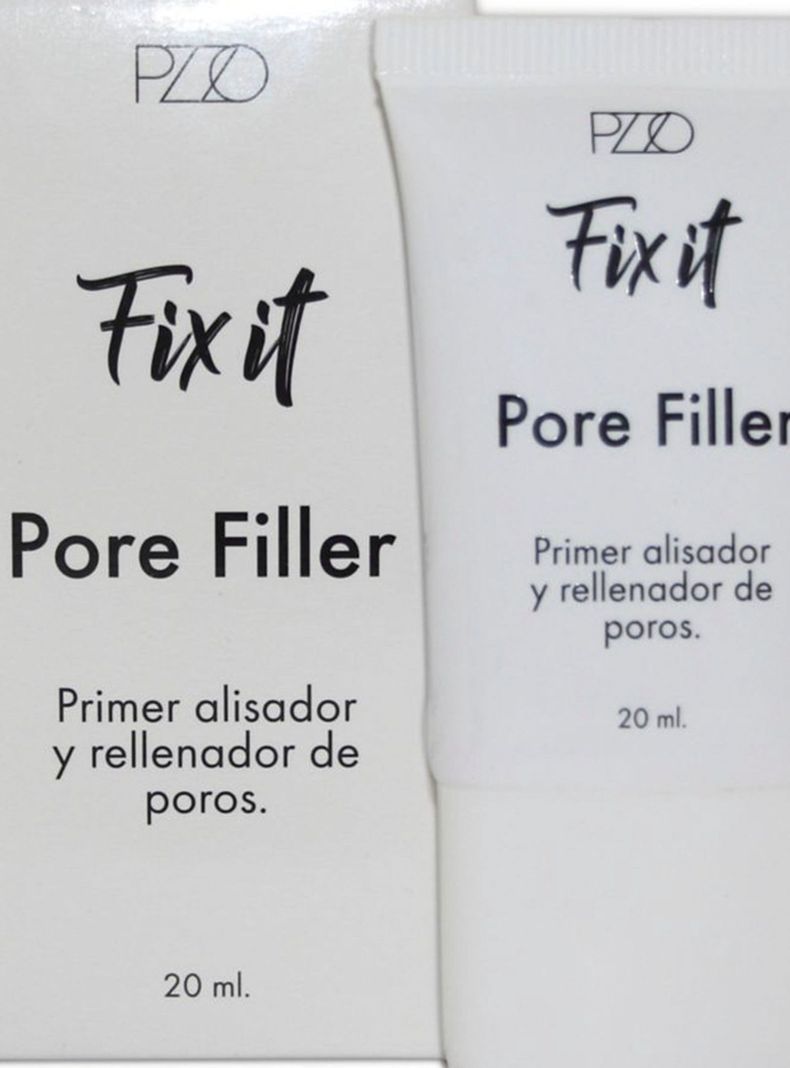 PZZO
Fix it
Pore Filler
Primer alisador
y rellenador de
poros.
20 ml.
PZZO
Fix it
Pore Filler
Primer alisador
y rellenador de
poros.
20 ml.